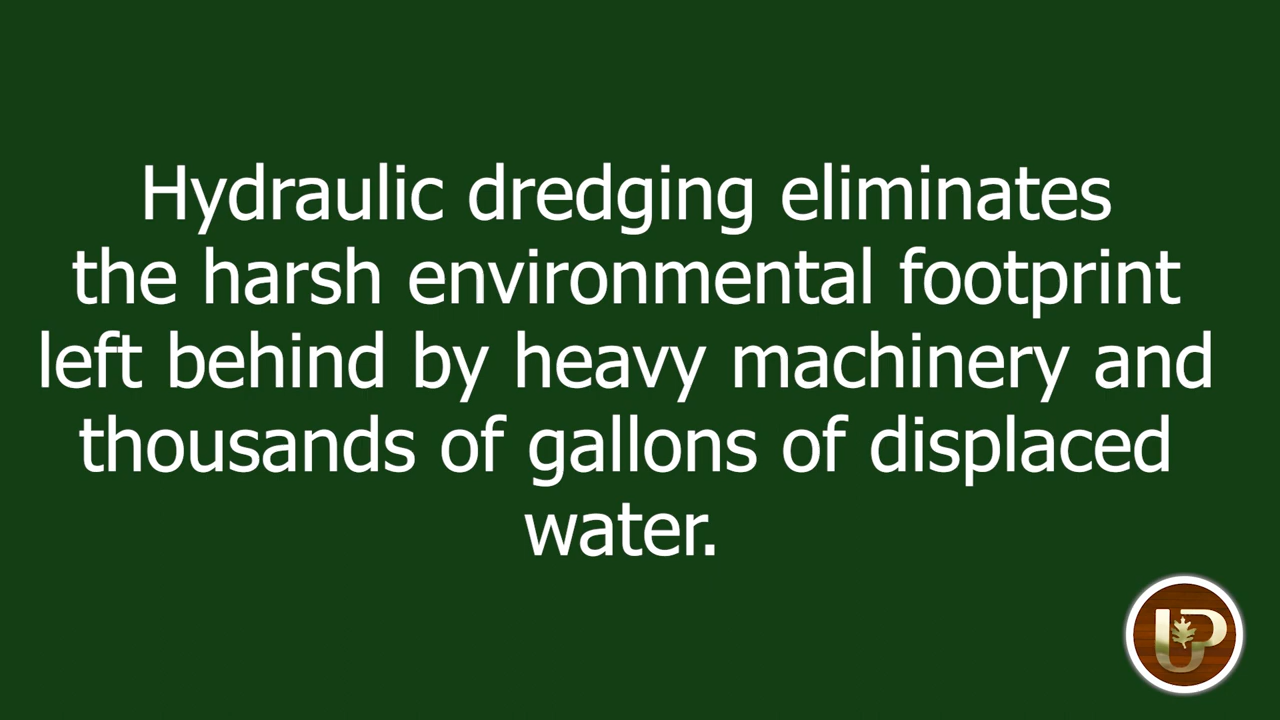 Hydraulic dredging eliminates
the harsh environmental footprint
left behind by heavy machinery and
thousands of gallons of displaced
water.
UP